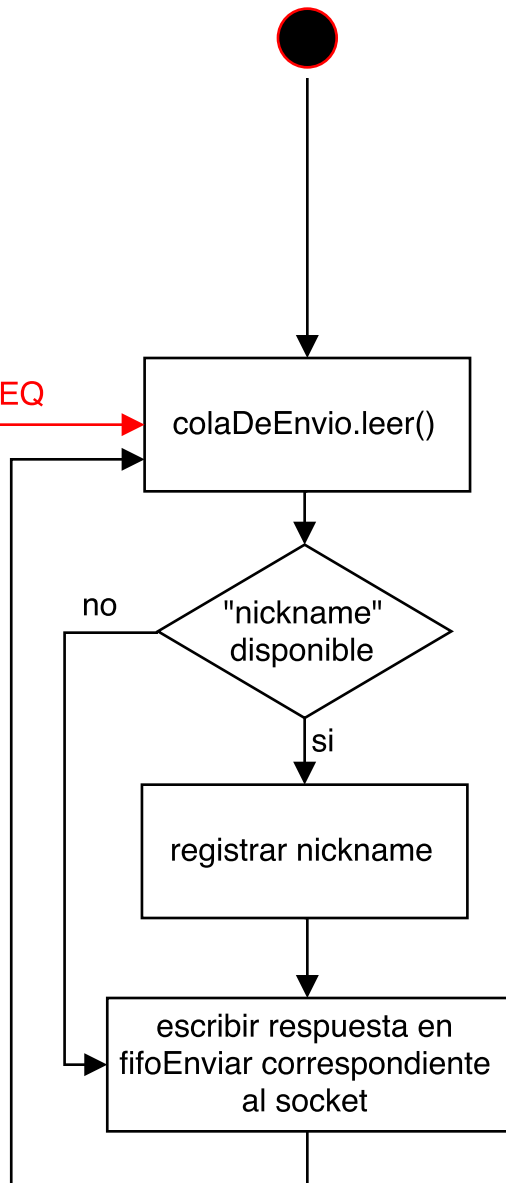 EQ
colaDeEnvio.leer()
no
"nickname"
disponible
si
registrar nickname
escribir respuesta en
fifoEnviar correspondiente
al socket